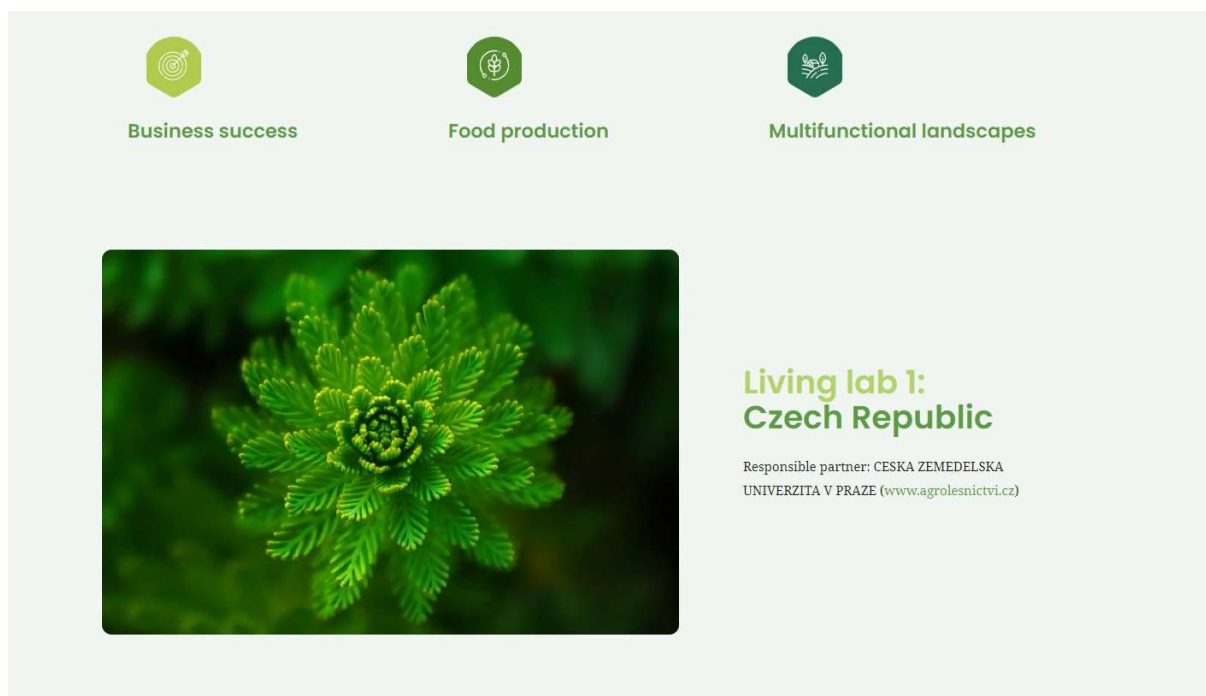 Business success
Food production
Multifunctional landscapes
Living lab 1:
Czech Republic
Responsible partner: CESKA ZEMEDELSKA
UNIVERZITA V PRAZE (www.agrolesnictvi.cz)